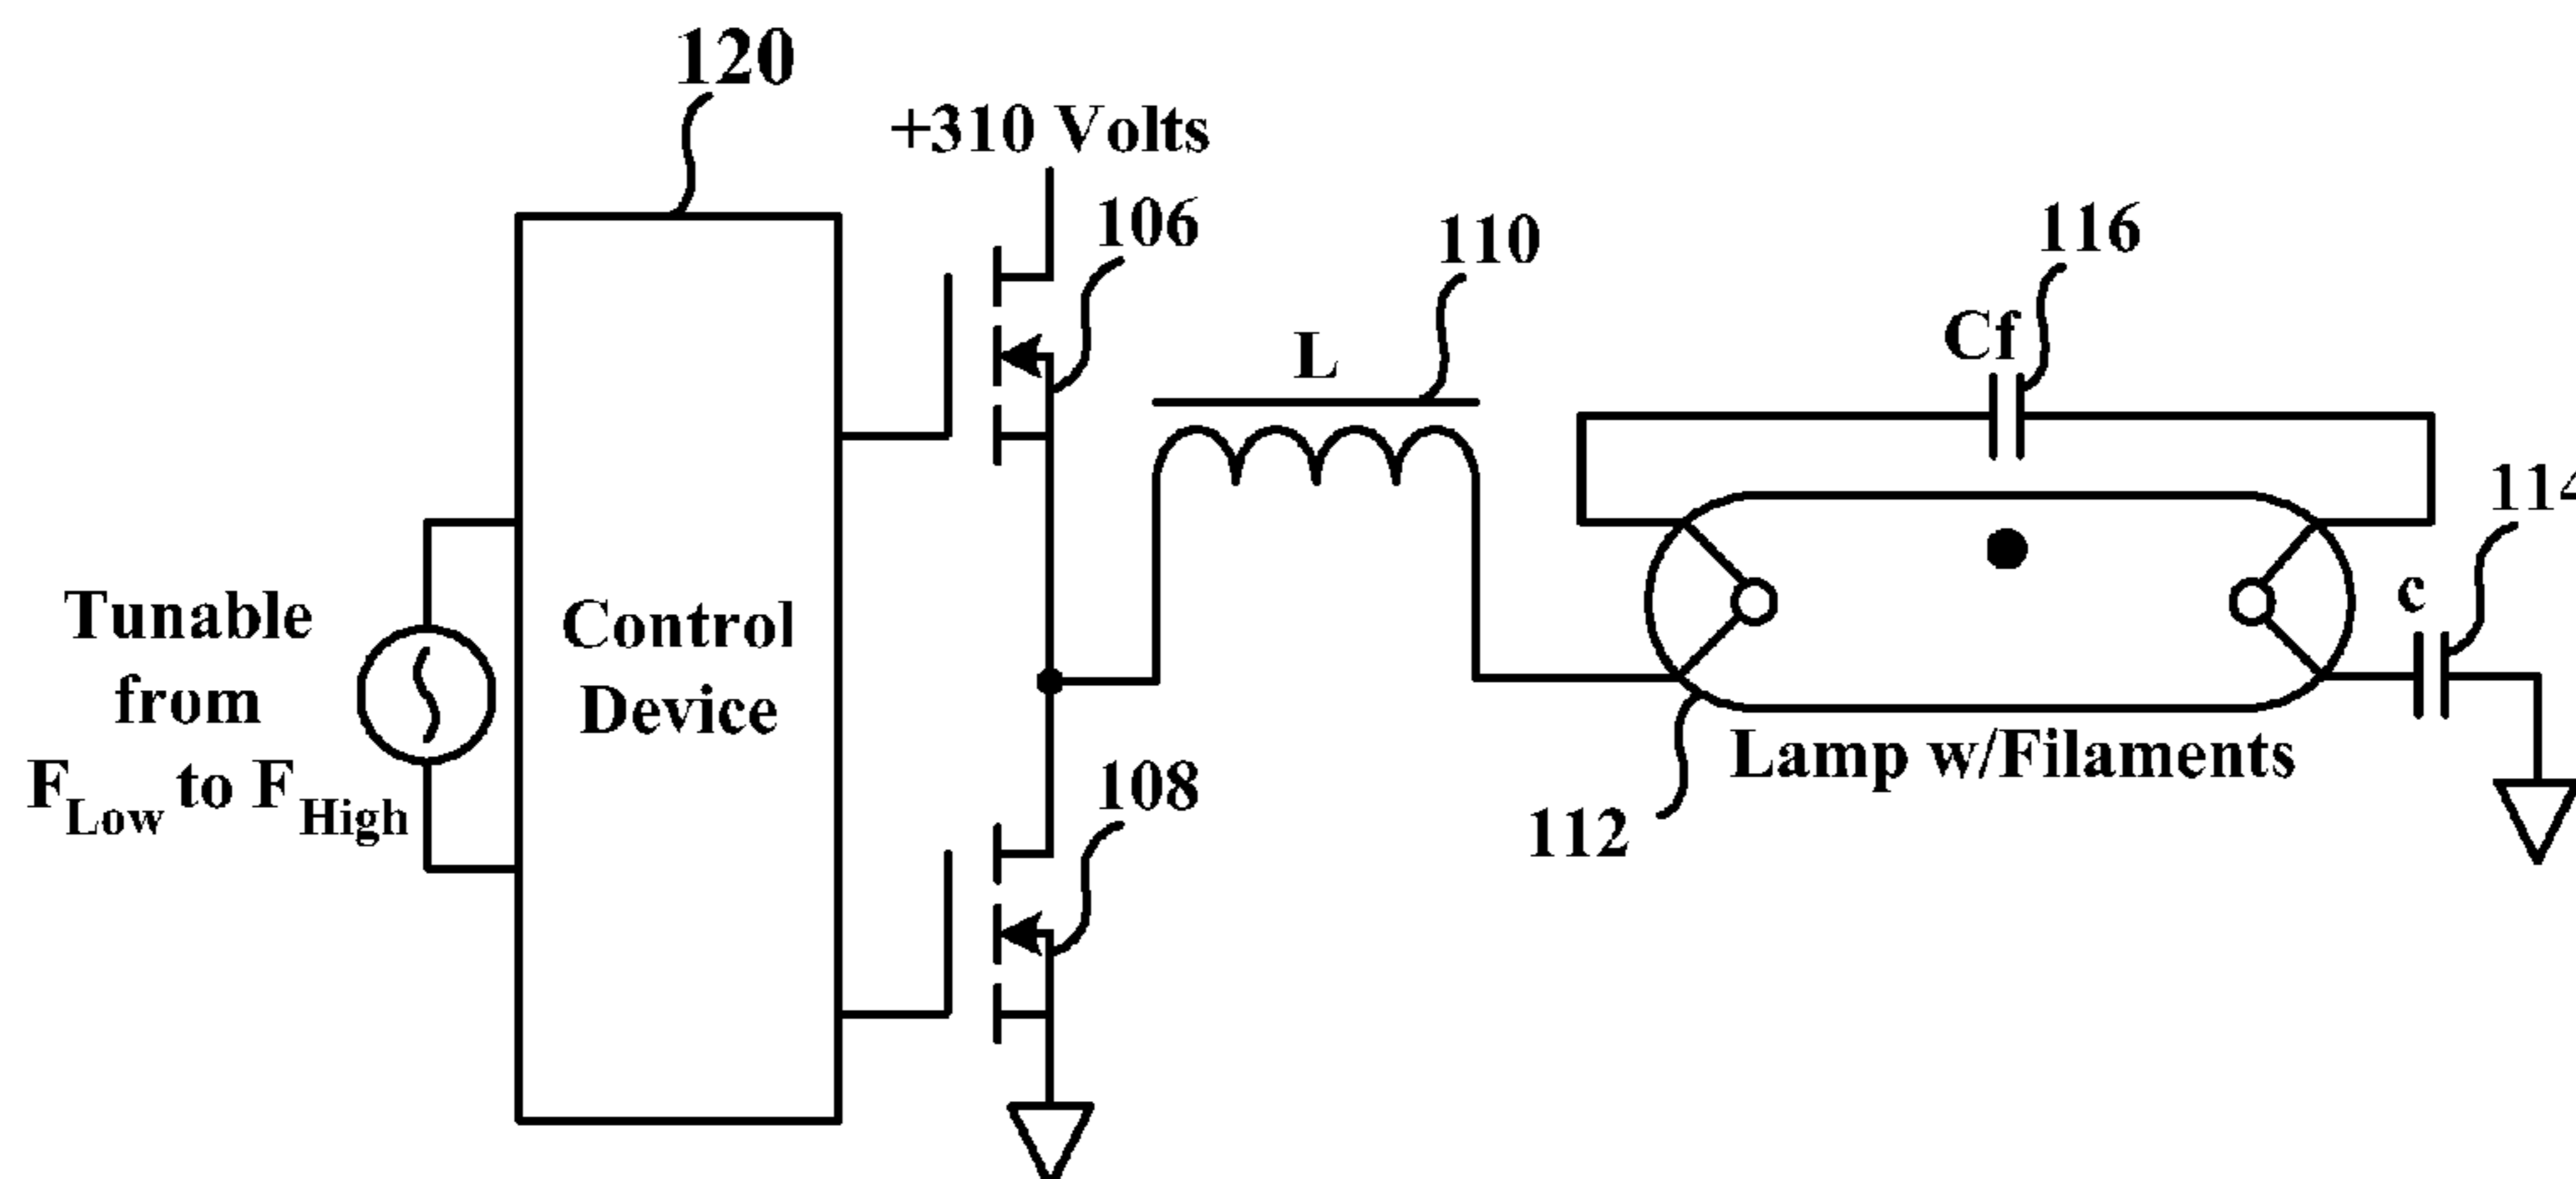 120
+310 Volts
106
110
116
L
Cf
114
Tunable
from
FLow to FHigh
Control
Device
c
Lamp w/Filaments
108
112